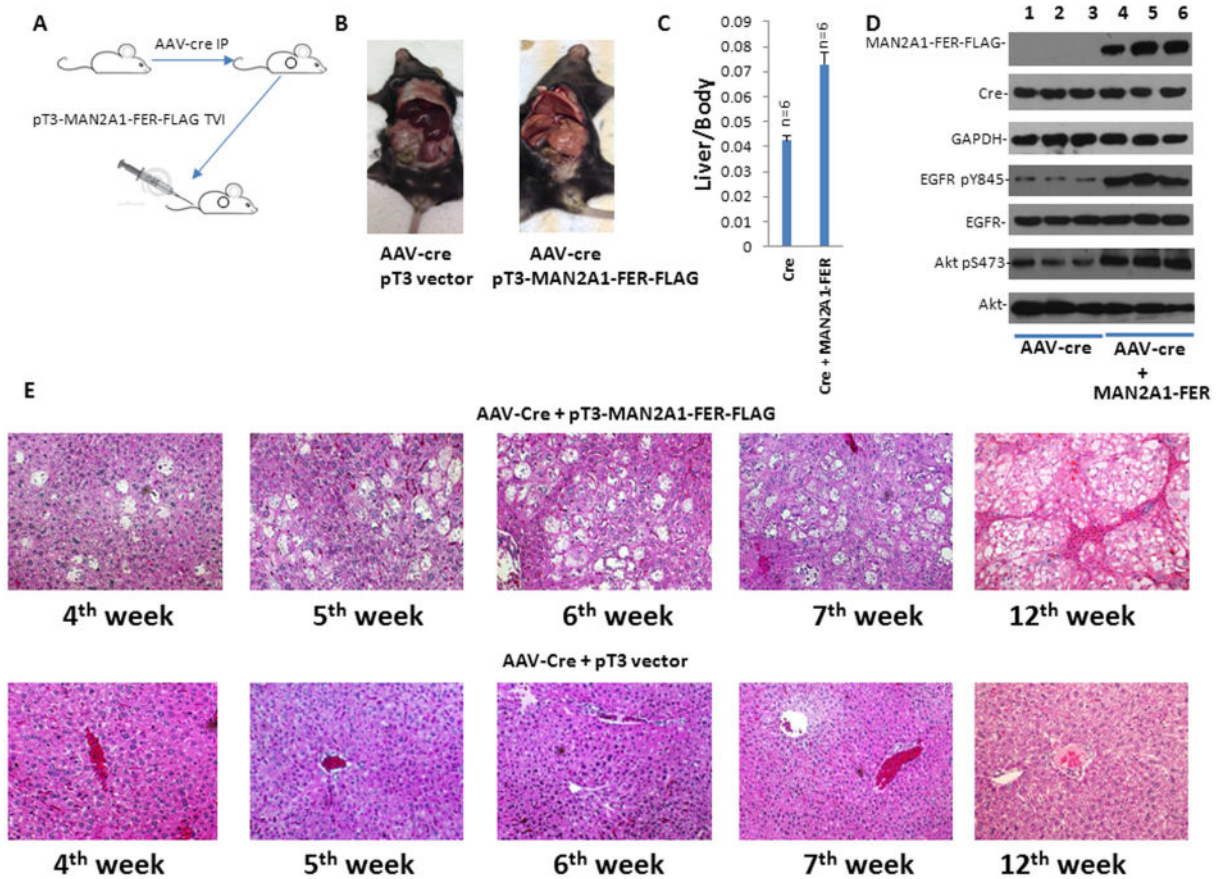 A
AAV-cre IP
pT3-MAN2A1-FER-FLAG TVI
B
AAV-cre
pT3 vector
AAV-cre
pT3-MAN2A1-FER-FLAG
C
Liver/Body
0.09
0.08
0.07
0.06
0.05
0.04
0.03
0.02
0.01
0
n=6
n=6
Cre
Cre + MAN2A1-FER
D
1 2 3 4 5 6
MAN2A1-FER-FLAG-
Cre-
GAPDH-
EGFR pY845
EGFR-
Akt pS473
Akt-
AAV-cre
AAV-cre
+
MAN2A1-FER
E
AAV-Cre + pT3-MAN2A1-FER-FLAG
4th week 5th week 6th week 7th week 12th week
AAV-Cre + pT3 vector
4th week 5th week 6th week 7th week 12th week